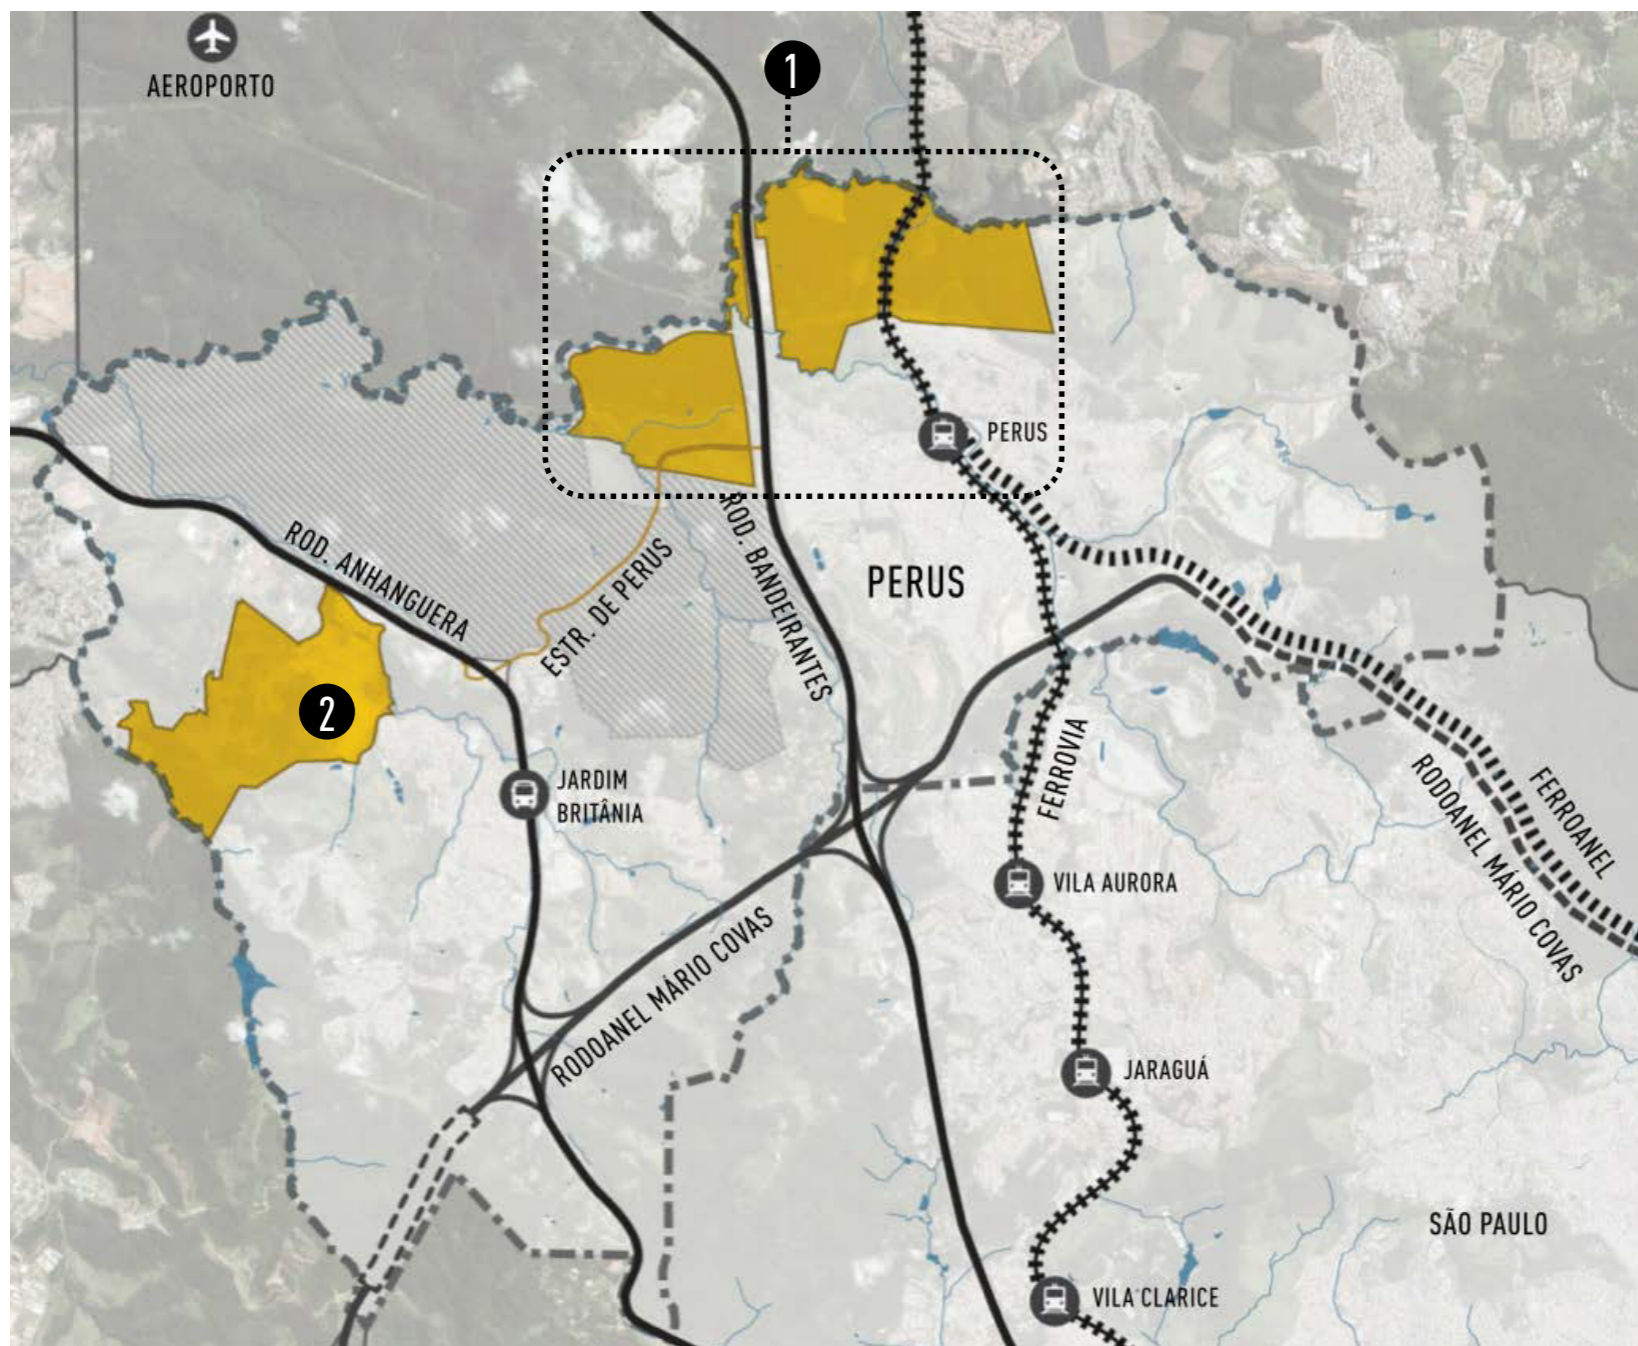 AEROPORTO
1
PERUS
ROD. ANHANGUERA
ESTR. DE PERUS
ROD. BANDEIRANTES
PERUS
2
JARDIM
BRITÂNIA
FERROVIA
FERROANEL
RODOANEL MÁRIO COVAS
VILA AURORA
RODOANEL MÁRIO COVAS
JARAGUÁ
SÃO PAULO
VILA CLARICE